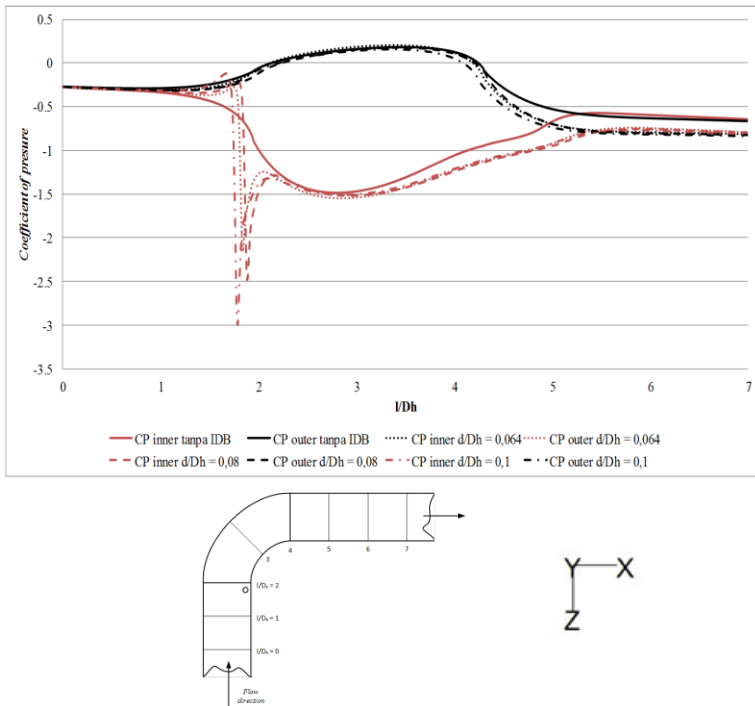 0.5
0
-0.5
-1
-1.5
-2
-2.5
-3
-3.5
Coefficient of presure
0 1 2 3 4 5 6 7
l/Dh
CP inner tanpa IDB CP outer tanpa IDB CP inner d/Dh = 0,064 CP outer d/Dh = 0,064
CP inner d/Dh = 0,08 CP outer d/Dh = 0,08 CP inner d/Dh = 0,1 CP outer d/Dh = 0,1
4 5 6 7
3
l/Dh = 2
l/Dh = 1
l/Dh = 0
Flow
direction
Y X
Z